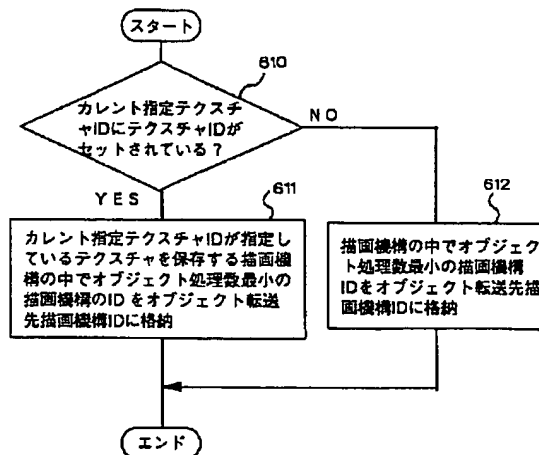 スタート
610
カレント指定テクスチ
ャIDにテクスチャIDが
セットされている?
NO
YES
611
カレント指定テクスチャIDが指定し
ているテクスチャを保存する描画機
構の中でオブジェクト処理数最小の
描画機構のID をオブジェクト転送
先描画機構IDに格納
612
描画機構の中でオブジェク
ト処理数最小の描画機構
IDをオブジェクト転送先描
画機構IDに格納
エンド